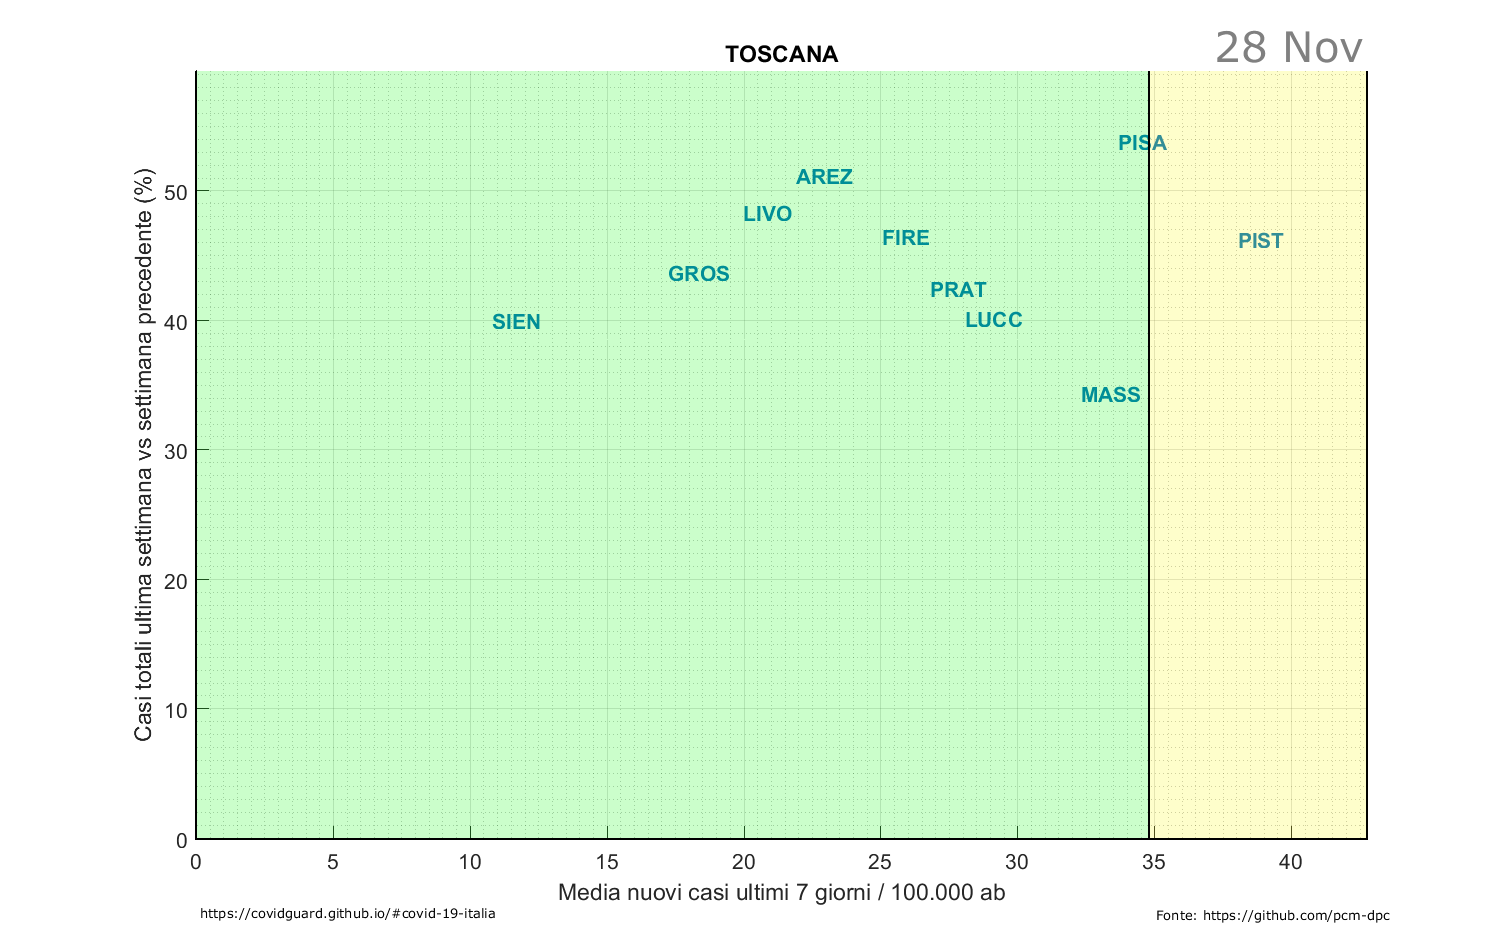 TOSCANA
28 Nov
Casi totali ultima settimana vs settimana precedente (%)
50
40
30
20
10
0
PISA
AREZ
LIVO
FIRE
PIST
GROS
PRAT
SIEN
LUCC
MASS
0 5 10 15 20 25 30 35 40
Media nuovi casi ultimi 7 giorni / 100.000 ab
https://covidguard.github.io/#covid-19-italia
Fonte: https://github.com/pcm-dpc